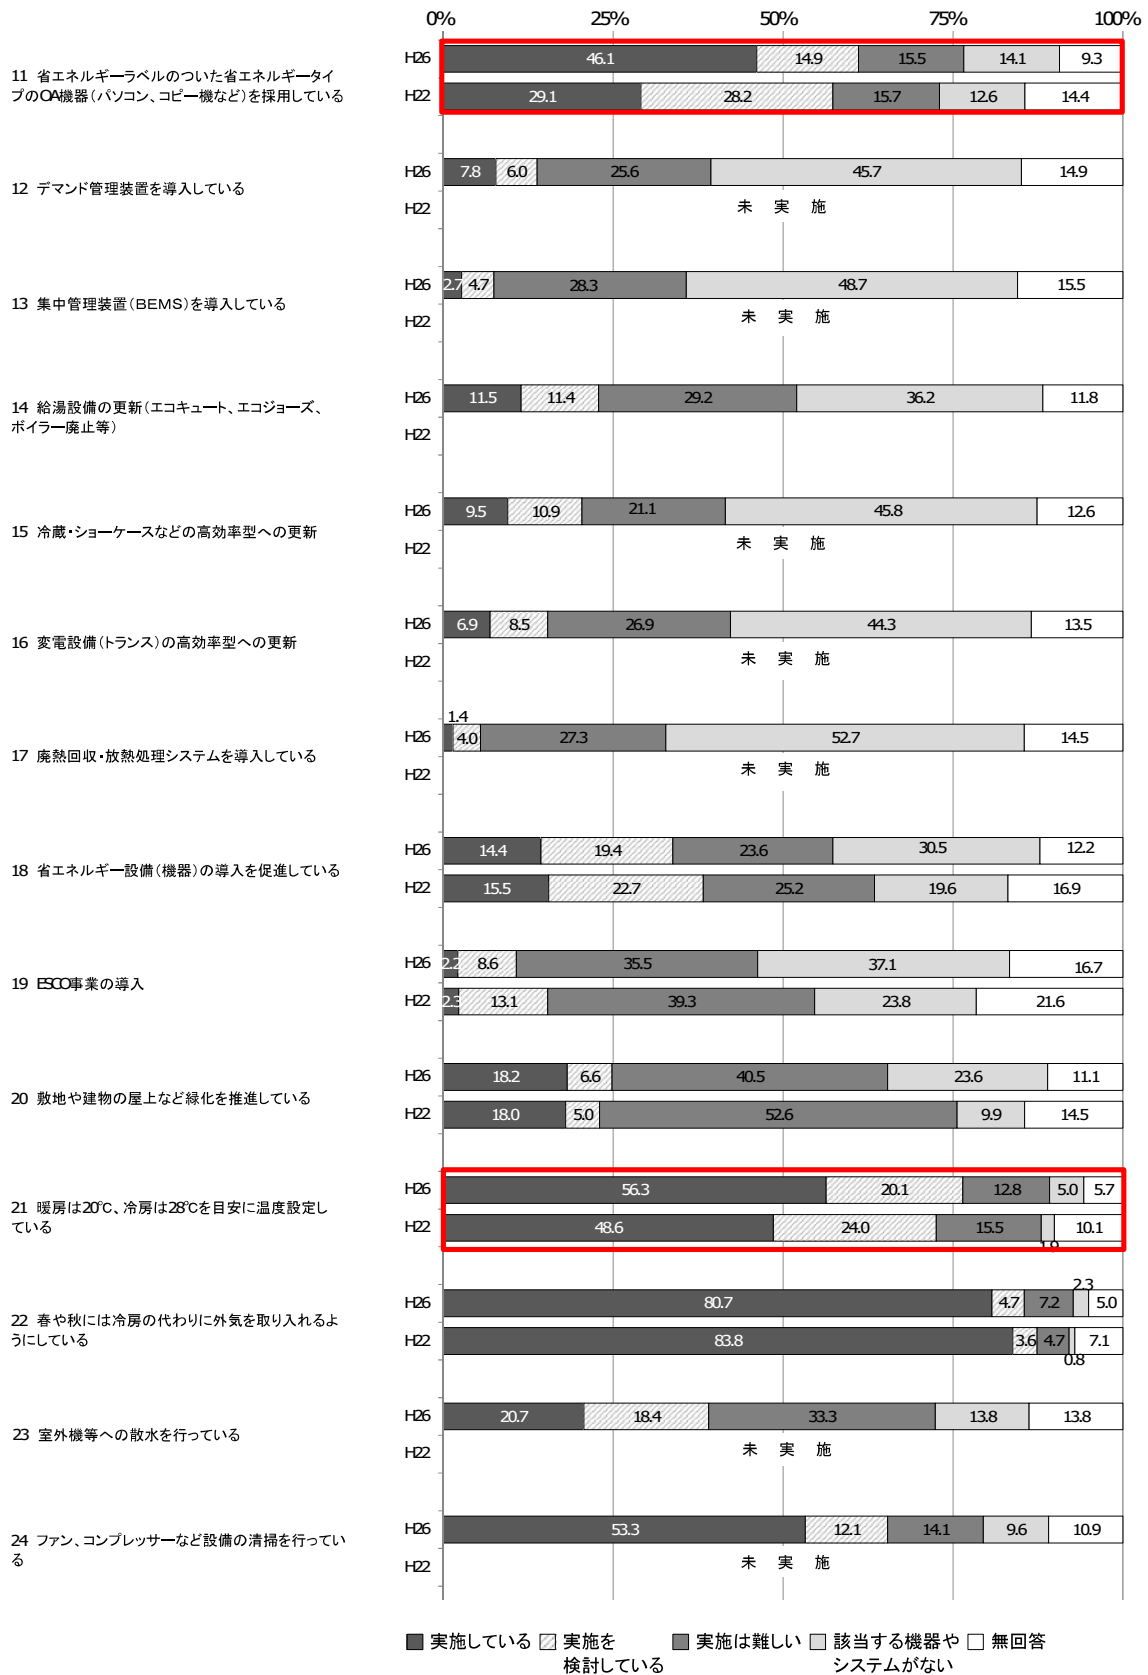 0% 25% 50% 75% 100%
11 省エネルギーラベルのついた省エネルギータイ
プのOA機器（パソコン、コピー機など）を採用している
H26 46.1 14.9 15.5 14.1 9.3
H22 29.1 28.2 15.7 12.6 14.4
12 デマンド管理装置を導入している
H26 7.8 6.0 25.6 45.7 14.9
H22 未 実 施
13 集中管理装置（BEMS）を導入している
H26 2.7 4.7 28.3 48.7 15.5
H22 未 実 施
14 給湯設備の更新（エコキュート、エコジョーズ、
ボイラー廃止等）
H26 11.5 11.4 29.2 36.2 11.8
H22
15 冷蔵・ショーケースなどの高効率型への更新
H26 9.5 10.9 21.1 45.8 12.6
H22 未 実 施
16 変電設備（トランス）の高効率型への更新
H26 6.9 8.5 26.9 44.3 13.5
H22 未 実 施
17 廃熱回収・放熱処理システムを導入している
H26 1.4 4.0 27.3 52.7 14.5
H22 未 実 施
18 省エネルギー設備（機器）の導入を促進している
H26 14.4 19.4 23.6 30.5 12.2
H22 15.5 22.7 25.2 19.6 16.9
19 ESCO事業の導入
H26 2.2 8.6 35.5 37.1 16.7
H22 2.3 13.1 39.3 23.8 21.6
20 敷地や建物の屋上など緑化を推進している
H26 18.2 6.6 40.5 23.6 11.1
H22 18.0 5.0 52.6 9.9 14.5
21 暖房は20℃、冷房は28℃を目安に温度設定し
ている
H26 56.3 20.1 12.8 5.0 5.7
H22 48.6 24.0 15.5 1.9 10.1
22 春や秋には冷房の代わりに外気を取り入れるよ
うにしている
H26 80.7 4.7 7.2 2.3 5.0
H22 83.8 3.6 4.7 0.8 7.1
23 室外機等への散水を行っている
H26 20.7 18.4 33.3 13.8 13.8
H22 未 実 施
24 ファン、コンプレッサーなど設備の清掃を行ってい
る
H26 53.3 12.1 14.1 9.6 10.9
H22 未 実 施
実施している 実施を 実施は難しい 該当する機器や 無回答
検討している システムがない